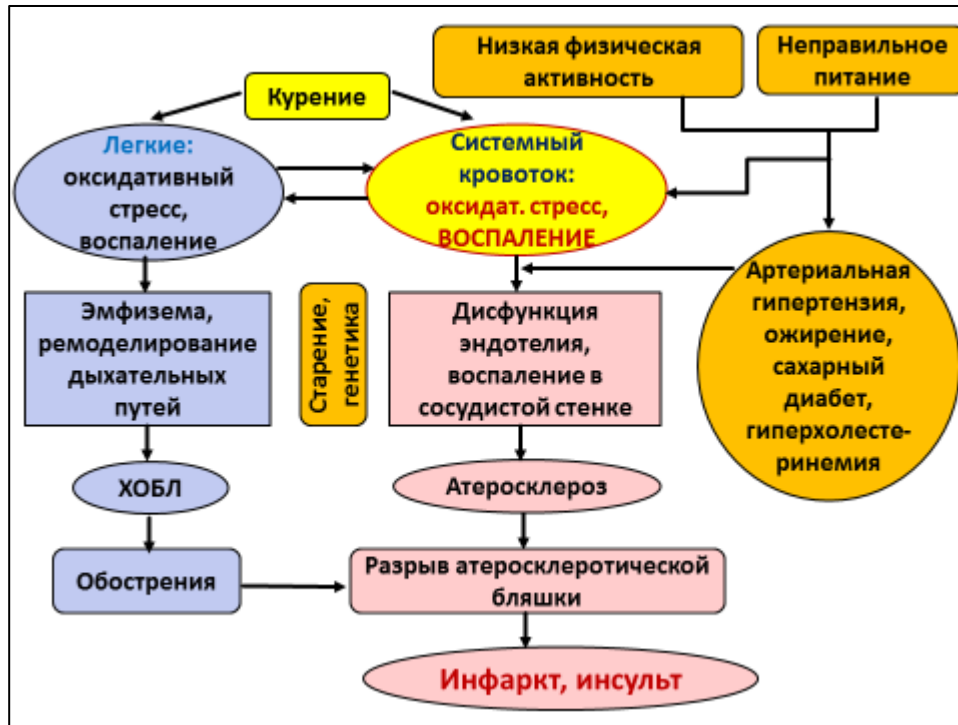 Низкая физическая
активность
Неправильное
питание
Курение
Легкие:
оксидативный
стресс,
воспаление
Системный
кровоток:
оксидат. стресс,
ВОСПАЛЕНИЕ
Артериальная
гипертензия,
ожирение,
сахарный
диабет,
гиперхолесте-
ринемия
Эмфизема,
ремоделирование
дыхательных
путей
Старение,
генетика
Дисфункция
эндотелия,
воспаление в
сосудистой стенке
ХОБЛ
Атеросклероз
Обострения
Разрыв атеросклеротической
бляшки
Инфаркт, инсульт